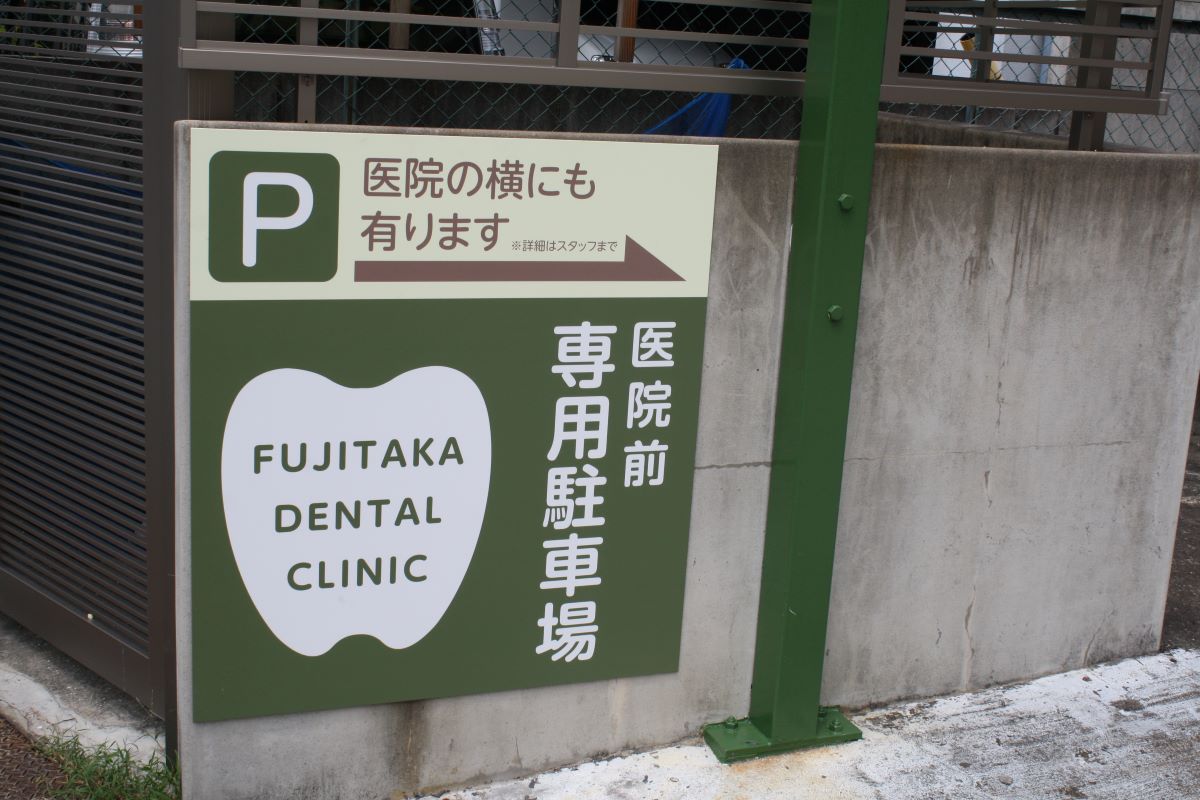 P
医院の横にも
有ります
※詳細はスタッフまで
医院前
専用駐車場
FUJITAKA
DENTAL
CLINIC